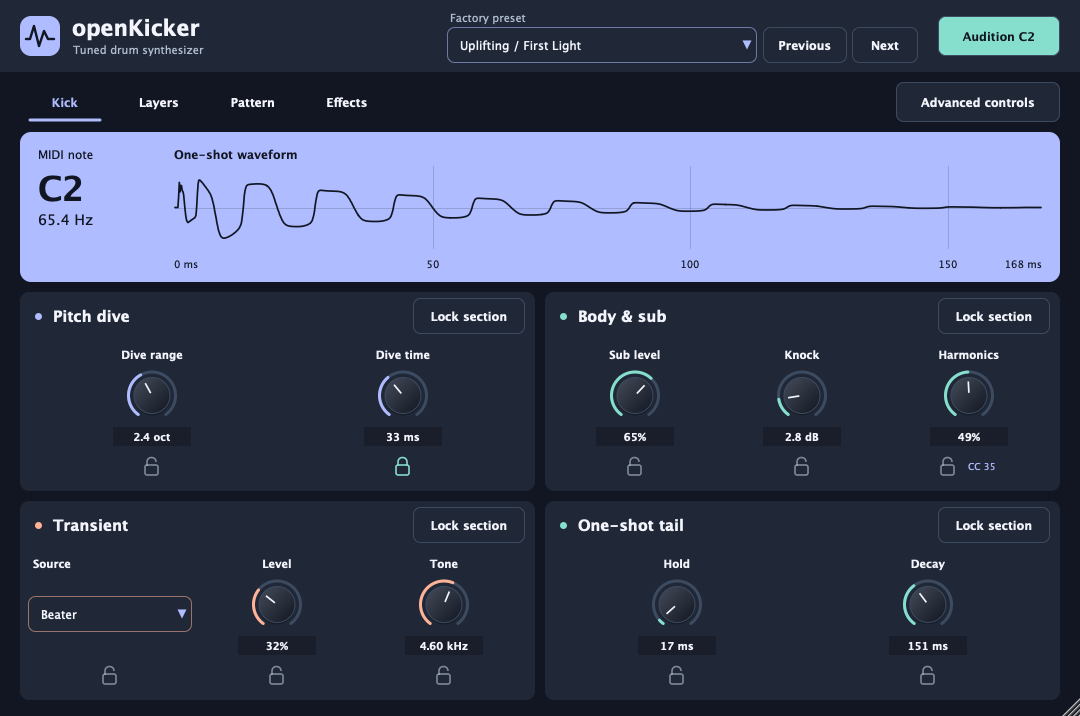 openKicker
Tuned drum synthesizer
Factory preset
Uplifting / First Light
Previous
Next
Audition C2
Kick
Layers
Pattern
Effects
Advanced controls
MIDI note
C2
65.4 Hz
One-shot waveform
0 ms
50
100
150
168 ms
Pitch dive
Lock section
Dive range
Dive time
2.4 oct
33 ms
Body & sub
Lock section
Sub level
Knock
Harmonics
65%
2.8 dB
49%
CC 35
Transient
Lock section
Source
Level
Tone
Beater
32%
4.60 kHz
One-shot tail
Lock section
Hold
Decay
17 ms
151 ms